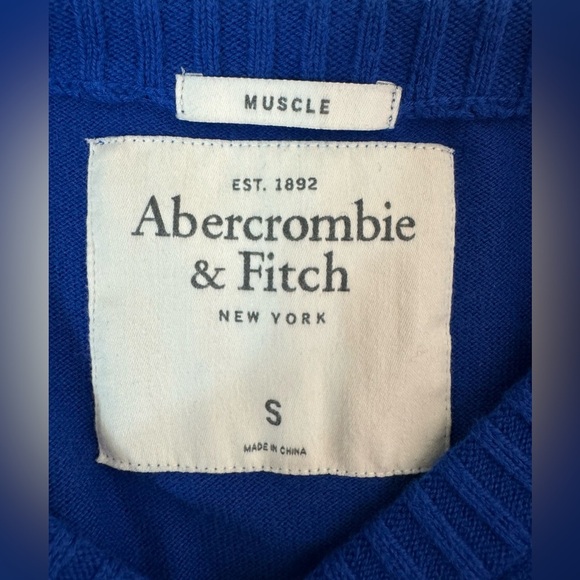 MUSCLE
EST. 1892
Abercrombie
& Fitch
NEW YORK
S
MADE IN CHINA